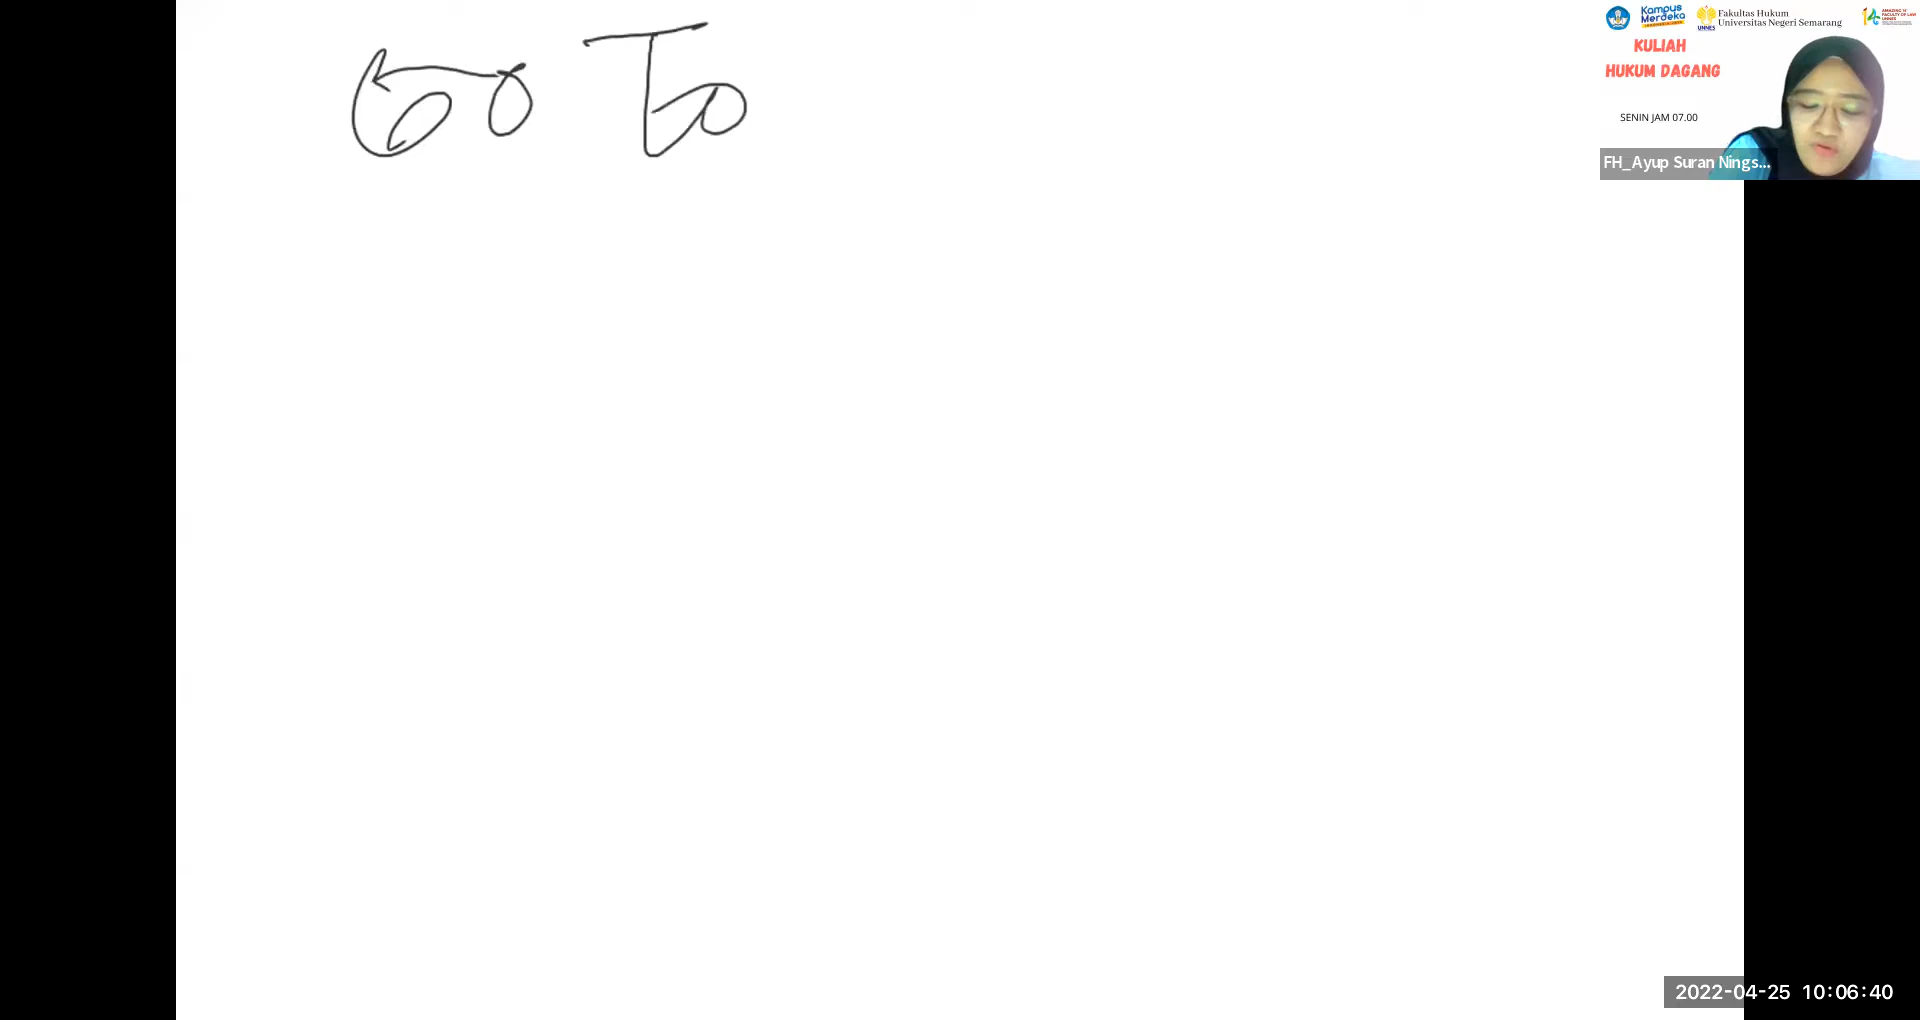 Go To
Kampus
Merdeka
Fakultas Hukum
Universitas Negeri Semarang
UNNES
KULIAH
HUKUM DAGANG
SENIN JAM 07.00
FH_Ayup Suran Nings...
2022-04-25 10:06:40